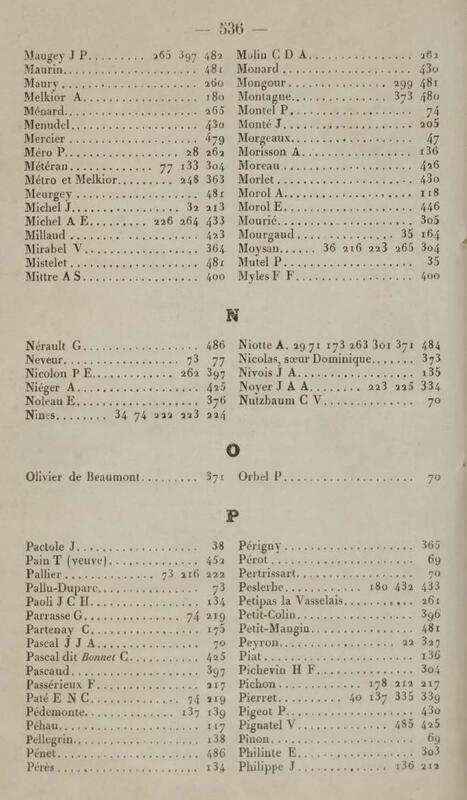 — 536 —
Maugey J P......... 265 397 482
Maurin.................. 481
Maury.................. 260
Melkior A............... 180
Ménard................. 265
Menudel................. 430
Mercier ................. 479
Méro P............... 28 262
Météran........ 77 133 304
Métro et Melkior........ 248 363
Meurgey................ 481
Michel J............... 32 213
Michel A E........ 226 264 433
Millaud ................. 423
Mirabel V............... 364
Mistelet................. 481
Mittre A S............... 400
Molin C D A............. 262
Monard ................. 430
Mongour............ 299 481
Montagne............ 373 480
Montel P................ 74
Monté J................. 205
Morgeaux............... 47
Morisson A.............. 136
Moreau ................. 426
Morlet.................. 430
Morol A................. 118
Morol E................. 446
Mourié.................. 305
Mourgaud ............ 35 164
Moysan...... 36 216 223 265 304
Mutel P................. 35
Myles F F............... 400
N
Nérault G............... 486
Neveur............... 73 77
Nicolon P E........... 262 397
Niéger A................ 425
Noleau E................ 376
Nines........ 34 74 222 223 224
Niotte A. 29 71 173 263 301 371 484
Nicolas, sœur Dominique...... 373
Nivois J A............... 135
Noyer J A A........ 223 225 334
Nutzbaum C V............ 70
O
Olivier de Beaumont......... 371
Orbel P................. 70
P
Pactole J................ 38
Pain T (veuve)............. 452
Pallier ........... 73 216 222
Pallu-Duparc............. 73
Paoli J C H.............. 134
Parrasse G............ 74 219
Partenay C.............. 175
Pascal J J A............. 70
Pascal dit Bonnet C......... 425
Pascaud................. 397
Passérieux F............. 217
Paté E N C........... 74 219
Pédemonte........... 137 139
Péhau.................. 117
Pellegrin................ 138
Pénet................... 486
Pérès................... 134
Périgny................. 365
Pérot................... 69
Pertrissart............... 70
Peslerbe........ 180 432 433
Petipas la Vasselais.......... 261
Petit-Colin............... 396
Petit-Mangin............. 481
Peyron............... 22 327
Piat.................... 136
Pichevin H F............. 304
Pichon......... 178 212 217
Pierret........ 40 137 335 339
Pigeot P................ 430
Pignatel V........... 485 425
Pinon.................. 69
Philinte E............... 303
Philippe J............ 136 212